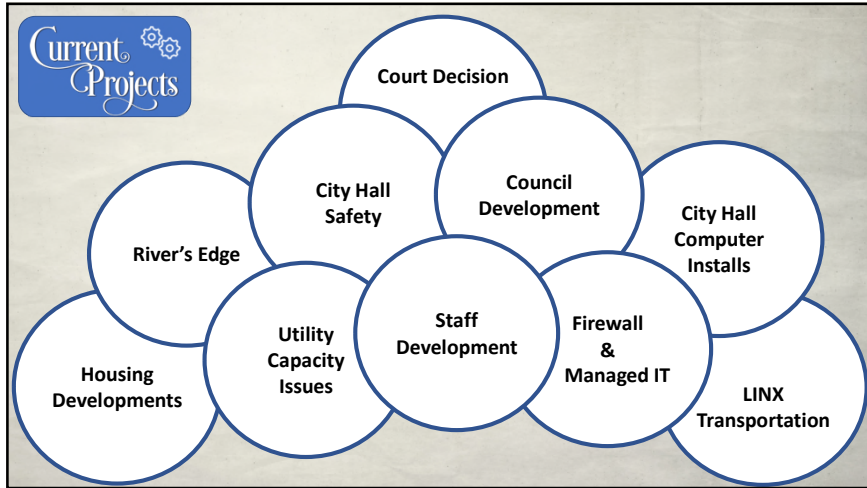 Current
Projects
Court Decision
City Hall
Safety
Council
Development
River's Edge
City Hall
Computer
Installs
Housing
Developments
Utility
Capacity
Issues
Staff
Development
Firewall
&
Managed IT
LINX
Transportation